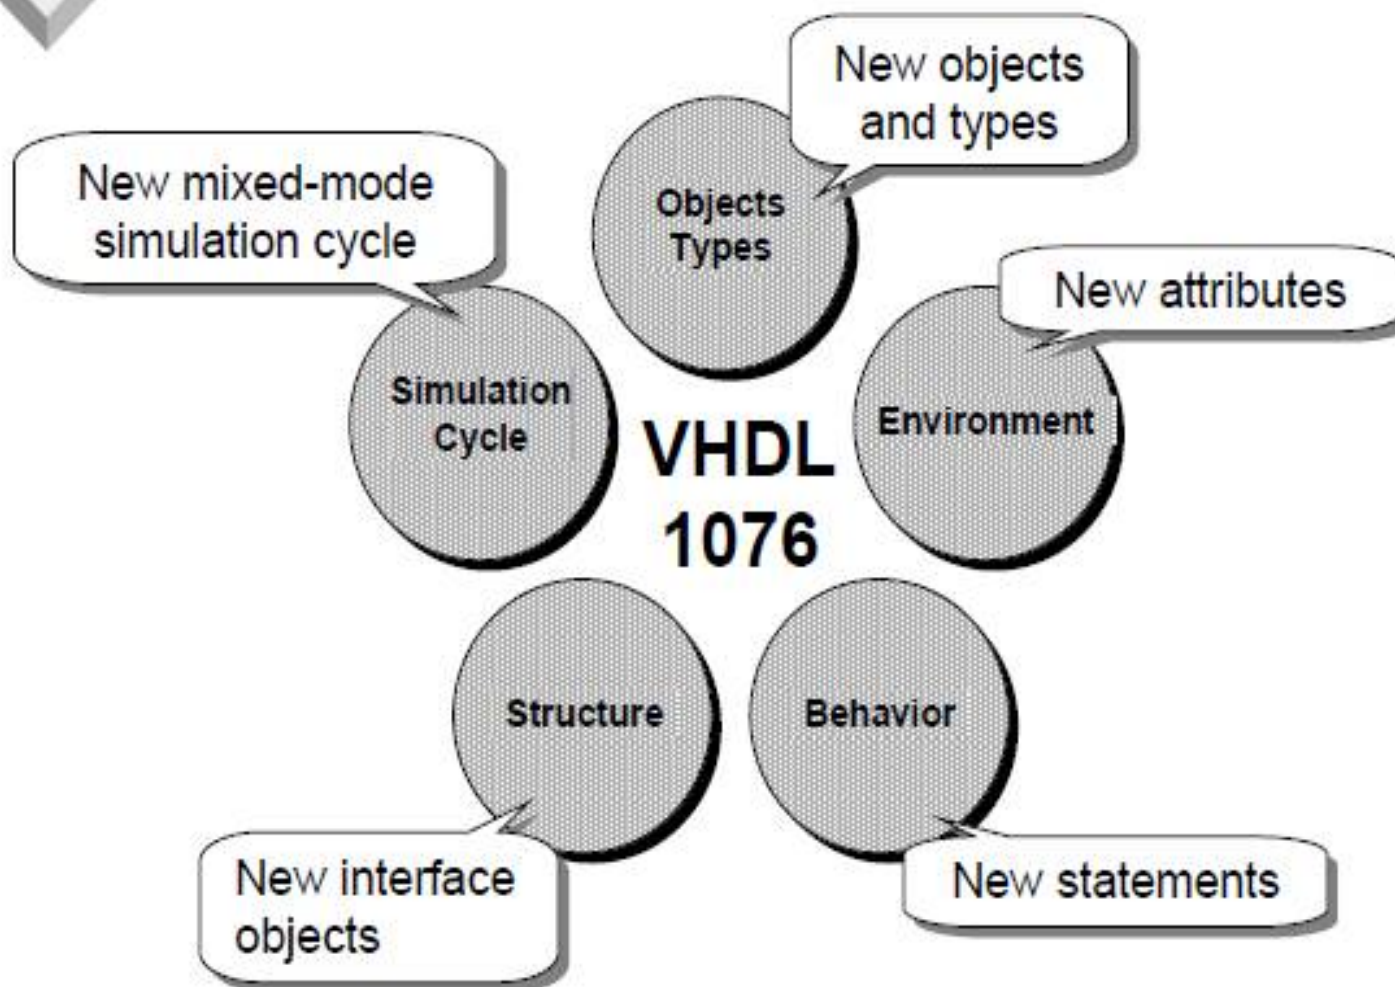 New objects
and types
New mixed-mode
simulation cycle
Objects
Types
New attributes
Simulation
Cycle
VHDL
1076
Environment
Structure
Behavior
New interface
objects
New statements